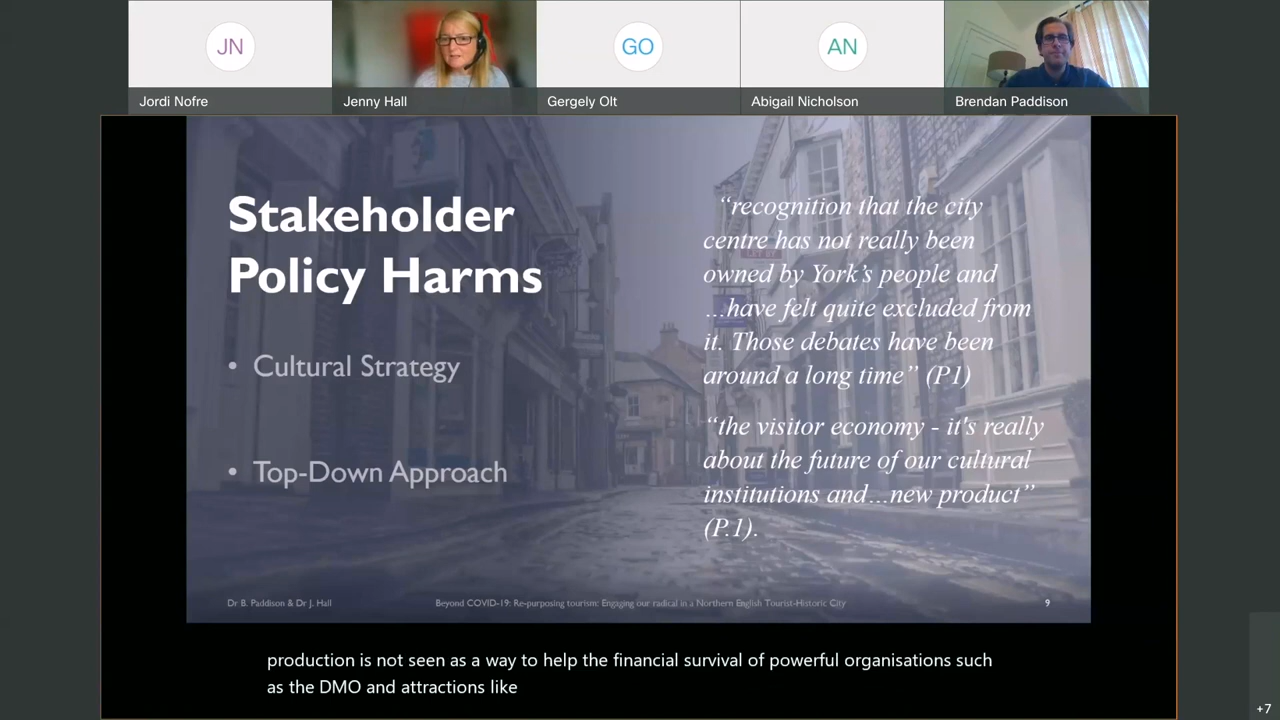 JN
GO
AN
Jordi Nofre
Jenny Hall
Gergely Olt
Abigail Nicholson
Brendan Paddison
Stakeholder
Policy Harms
• Cultural Strategy
• Top-Down Approach
“recognition that the city
centre has not really been
owned by York’s people and
…have felt quite excluded from
it. Those debates have been
around a long time” (P1)
“the visitor economy - it's really
about the future of our cultural
institutions and…new product”
(P.1).
Dr B. Paddison & Dr J. Hall
Beyond COVID-19: Re-purposing tourism: Engaging our radical in a Northern English Tourist-Historic City
9
production is not seen as a way to help the financial survival of powerful organisations such
as the DMO and attractions like
+7